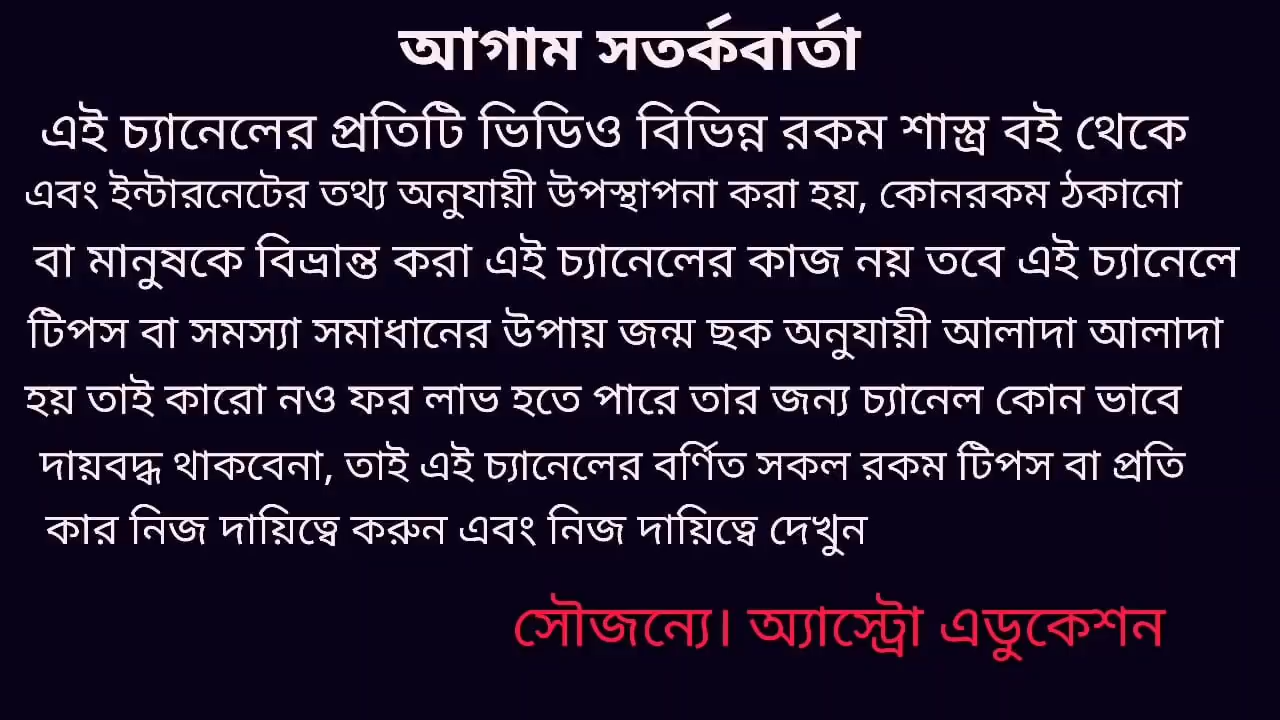 আগাম সতর্কবার্তা
এই চ্যানেলের প্রতিটি ভিডিও বিভিন্ন রকম শাস্ত্র বই থেকে
এবং ইন্টারনেটের তথ্য অনুযায়ী উপস্থাপনা করা হয়, কোনরকম ঠকানো
বা মানুষকে বিভ্রান্ত করা এই চ্যানেলের কাজ নয় তবে এই চ্যানেলে
টিপস বা সমস্যা সমাধানের উপায় জন্ম ছক অনুযায়ী আলাদা আলাদা
হয় তাই কারো নও ফর লাভ হতে পারে তার জন্য চ্যানেল কোন ভাবে
দায়বদ্ধ থাকবেনা, তাই এই চ্যানেলের বর্ণিত সকল রকম টিপস বা প্রতি
কার নিজ দায়িত্বে করুন এবং নিজ দায়িত্বে দেখুন
সৌজন্যে। অ্যাস্ট্রো এডুকেশন